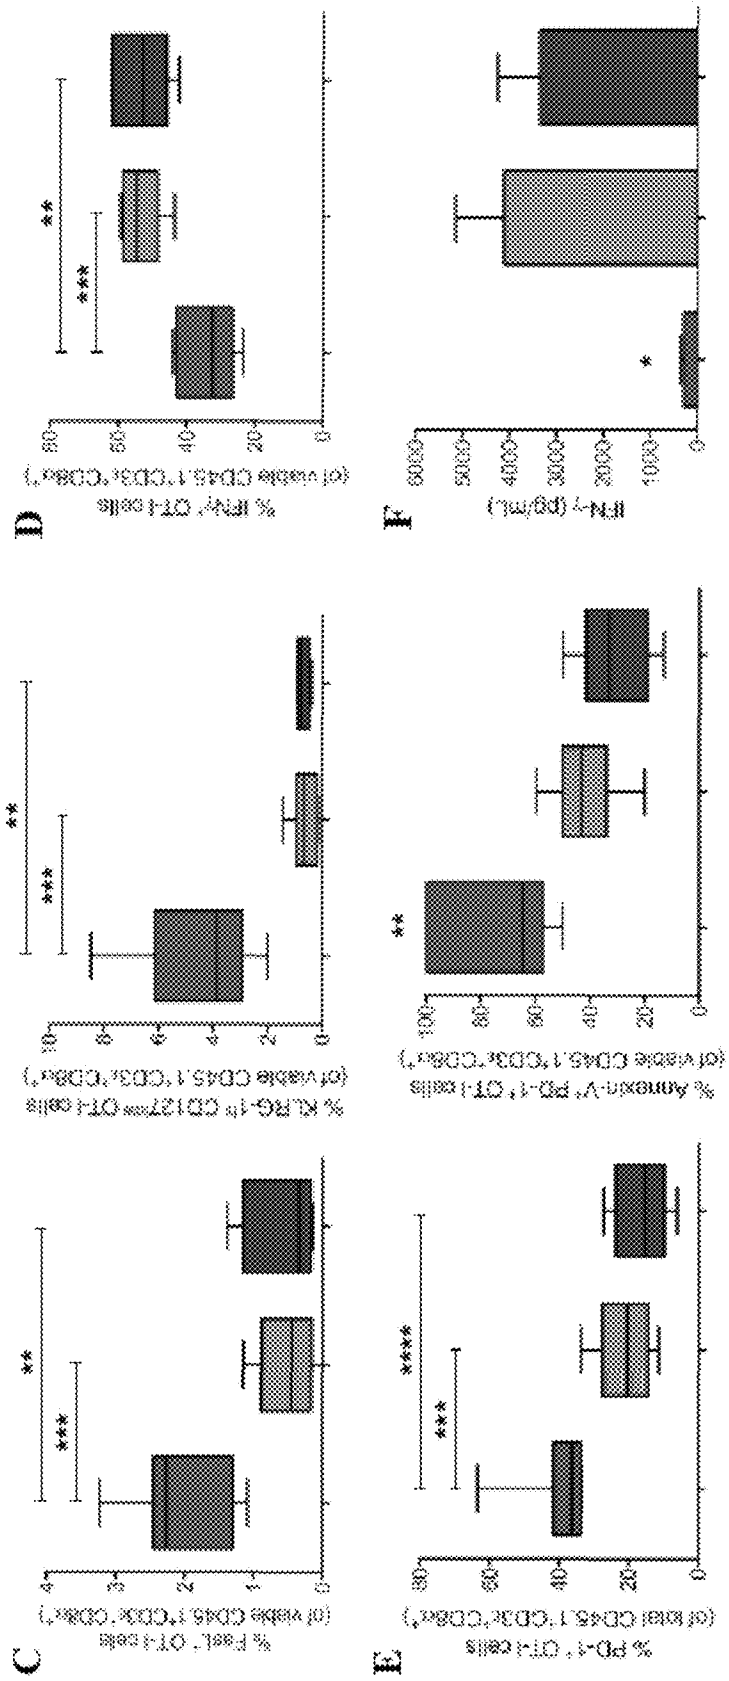 C
% FasL⁺ OT-I cells
(of viable CD45.1⁺CD3ε⁺CD8α⁺)
4
3
2
1
0
***
**
% KLRG-1ʰⁱ CD127ˡᵒʷ OT-I cells
(of viable CD45.1⁺CD3ε⁺CD8α⁺)
10
8
6
4
2
0
***
**
D
% IFNγ⁺ OT-I cells
(of viable CD45.1⁺CD3ε⁺CD8α⁺)
80
60
40
20
0
***
**
E
% PD-1⁺ OT-I cells
(of total CD45.1⁺CD3ε⁺CD8α⁺)
80
60
40
20
0
***
****
% Annexin-V⁺ PD-1⁺ OT-I cells
(of viable CD45.1⁺CD3ε⁺CD8α⁺)
100
80
60
40
20
0
**
F
IFN-γ (pg/mL)
6000
5000
4000
3000
2000
1000
0
*